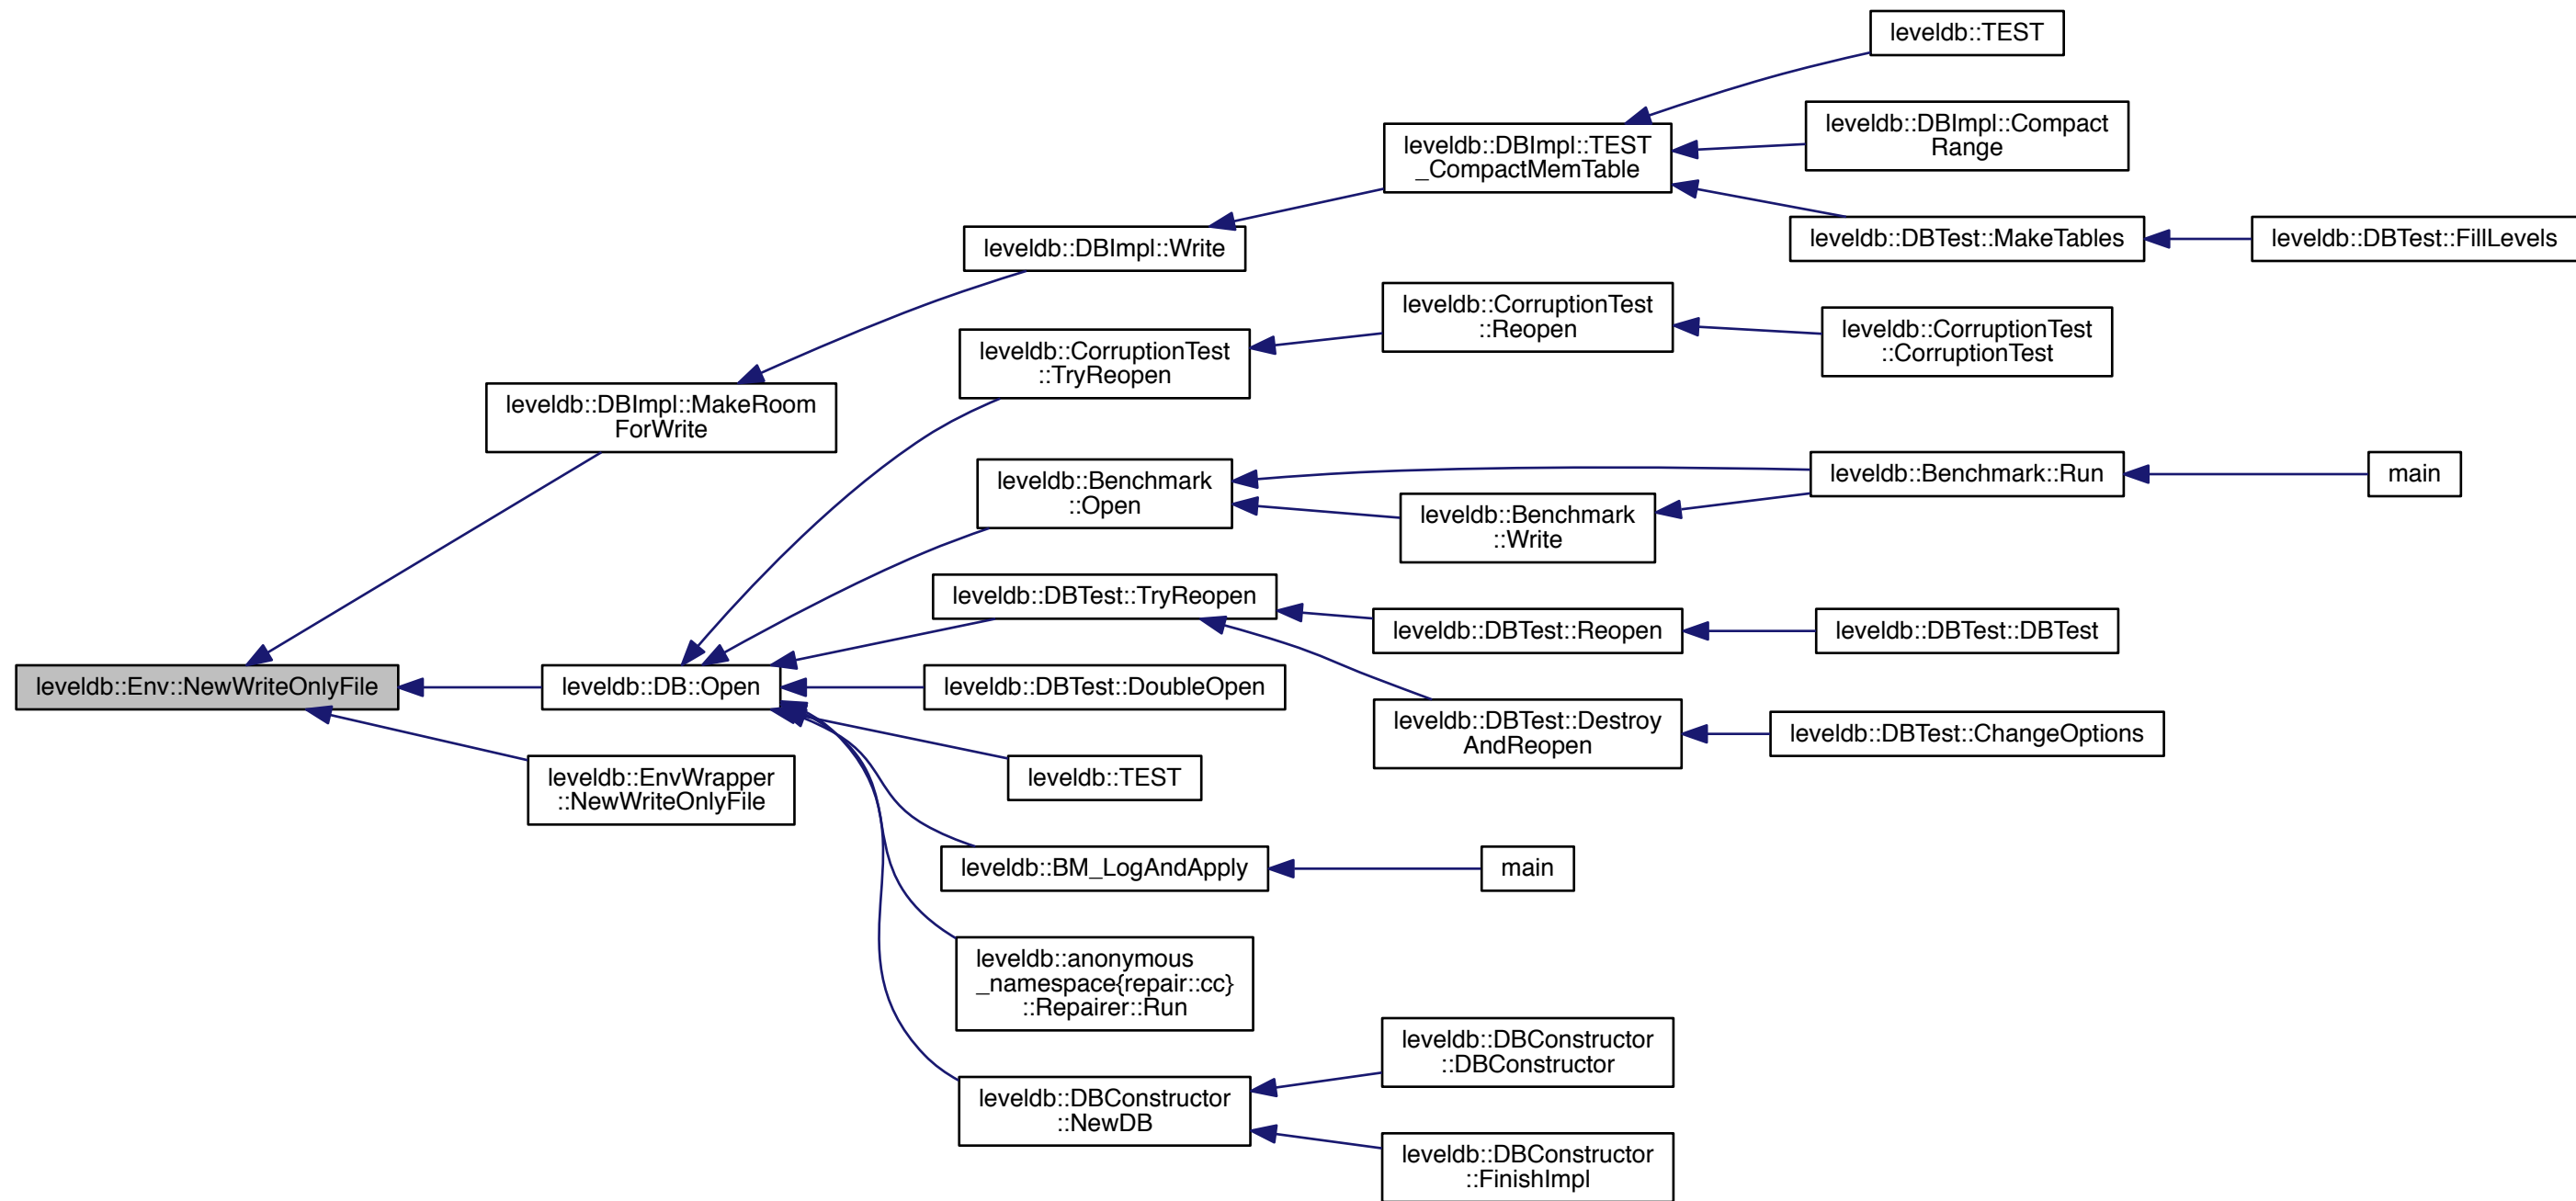 leveldb::TEST
leveldb::DBImpl::Compact
Range
leveldb::DBImpl::TEST
_CompactMemTable
leveldb::DBTest::MakeTables
leveldb::DBTest::FillLevels
leveldb::DBImpl::Write
leveldb::CorruptionTest
::Reopen
leveldb::CorruptionTest
::CorruptionTest
leveldb::CorruptionTest
::TryReopen
leveldb::DBImpl::MakeRoom
ForWrite
leveldb::Benchmark
::Open
leveldb::Benchmark::Run
main
leveldb::Benchmark
::Write
leveldb::DBTest::TryReopen
leveldb::DBTest::Reopen
leveldb::DBTest::DBTest
leveldb::Env::NewWriteOnlyFile
leveldb::DB::Open
leveldb::DBTest::DoubleOpen
leveldb::DBTest::Destroy
AndReopen
leveldb::DBTest::ChangeOptions
leveldb::EnvWrapper
::NewWriteOnlyFile
leveldb::TEST
leveldb::BM_LogAndApply
main
leveldb::anonymous
_namespace{repair::cc}
::Repairer::Run
leveldb::DBConstructor
::DBConstructor
leveldb::DBConstructor
::NewDB
leveldb::DBConstructor
::FinishImpl